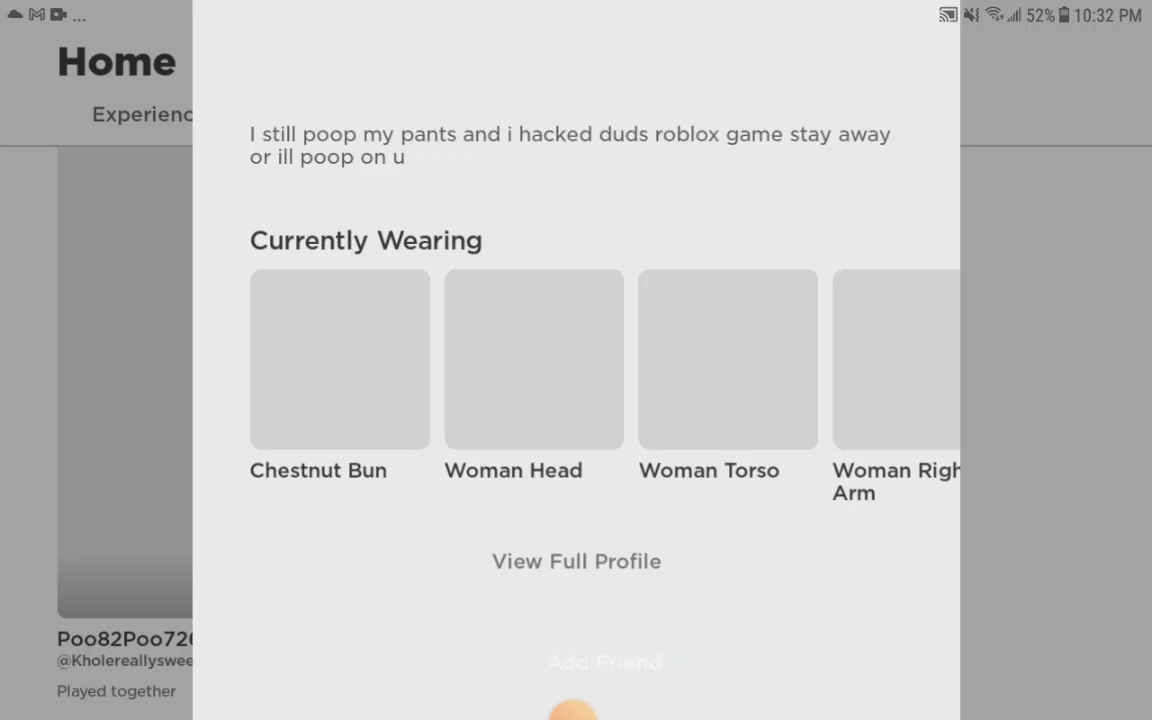 ... 52% 10:32 PM
Home
Experienc
I still poop my pants and i hacked duds roblox game stay away
or ill poop on u
Currently Wearing
Chestnut Bun
Woman Head
Woman Torso
Woman Righ
Arm
View Full Profile
Add Friend
Poo82Poo726
@Kholereallyswee
Played together